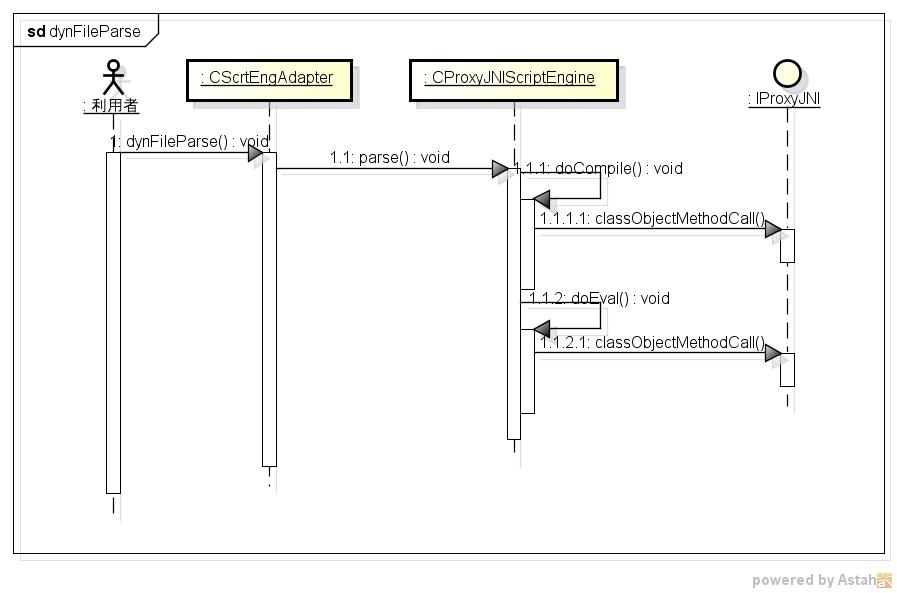 sd dynFileParse
: 利用者
: CScrtEngAdapter
: CProxyJNIScriptEngine
: IProxyJNI
1: dynFileParse() : void
1.1: parse() : void
1.1.1: doCompile() : void
1.1.1.1: classObjectMethodCall()
1.1.2: doEval() : void
1.1.2.1: classObjectMethodCall()
powered by Astah